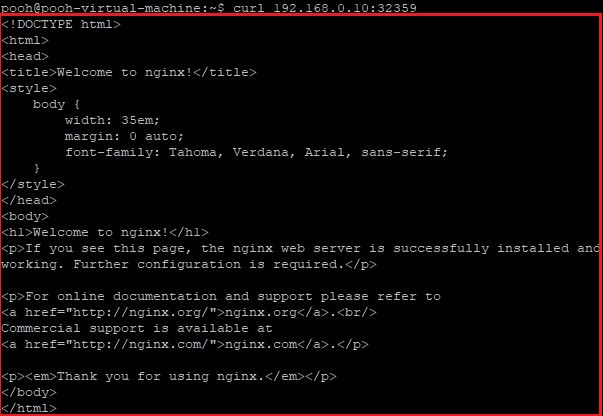 pooh@pooh-virtual-machine:~$ curl 192.168.0.10:32359
<!DOCTYPE html>
<html>
<head>
<title>Welcome to nginx!</title>
<style>
    body {
        width: 35em;
        margin: 0 auto;
        font-family: Tahoma, Verdana, Arial, sans-serif;
    }
</style>
</head>
<body>
<h1>Welcome to nginx!</h1>
<p>If you see this page, the nginx web server is successfully installed and
working. Further configuration is required.</p>

<p>For online documentation and support please refer to
<a href="http://nginx.org/">nginx.org</a>.<br/>
Commercial support is available at
<a href="http://nginx.com/">nginx.com</a>.</p>

<p><em>Thank you for using nginx.</em></p>
</body>
</html>